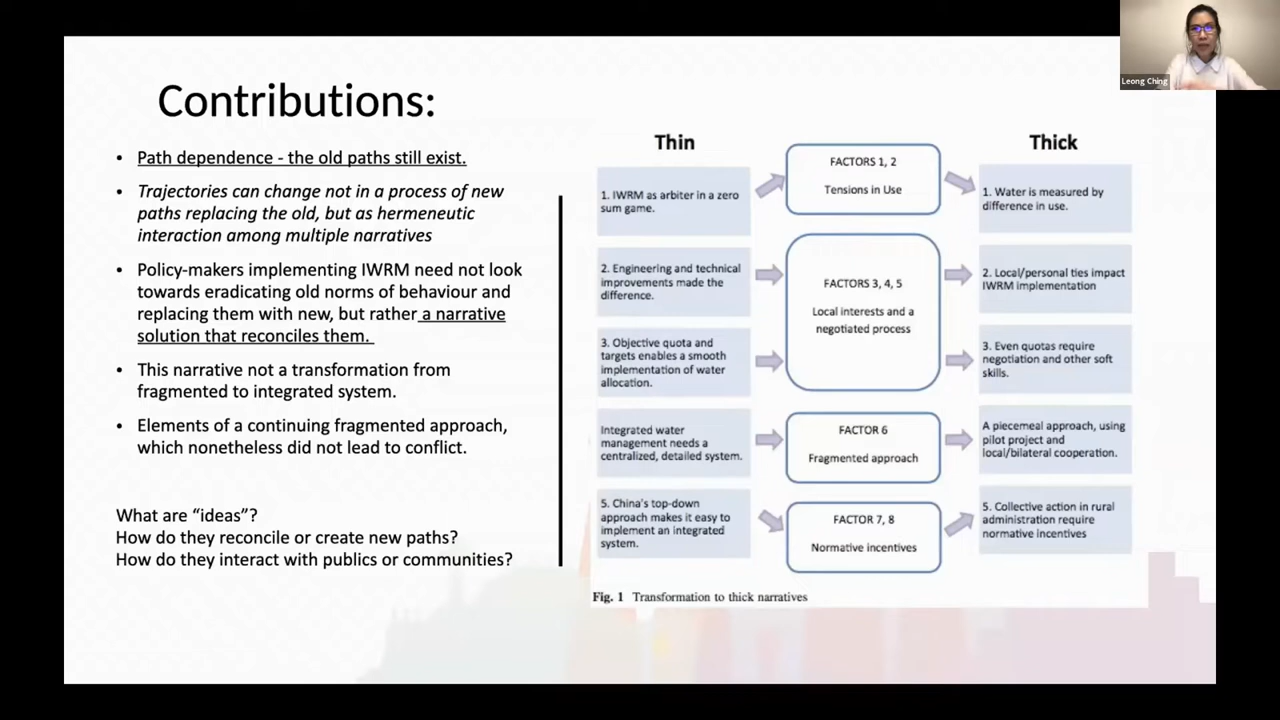 Leong Ching
Contributions:
• Path dependence - the old paths still exist.
• Trajectories can change not in a process of new
paths replacing the old, but as hermeneutic
interaction among multiple narratives
• Policy-makers implementing IWRM need not look
towards eradicating old norms of behaviour and
replacing them with new, but rather a narrative
solution that reconciles them.
• This narrative not a transformation from
fragmented to integrated system.
• Elements of a continuing fragmented approach,
which nonetheless did not lead to conflict.
What are “ideas”?
How do they reconcile or create new paths?
How do they interact with publics or communities?
Thin
Thick
1. IWRM as arbiter in a zero
sum game.
FACTORS 1, 2
Tensions in Use
1. Water is measured by
difference in use.
2. Engineering and technical
improvements made the
difference.
FACTORS 3, 4, 5
Local interests and a
negotiated process
2. Local/personal ties impact
IWRM implementation
3. Objective quota and
targets enables a smooth
implementation of water
allocation.
3. Even quotas require
negotiation and other soft
skills.
Integrated water
management needs a
centralized, detailed system.
FACTOR 6
Fragmented approach
A piecemeal approach, using
pilot project and
local/bilateral cooperation.
5. China's top-down
approach makes it easy to
implement an integrated
system.
FACTOR 7, 8
Normative incentives
5. Collective action in rural
administration require
normative incentives
Fig. 1 Transformation to thick narratives